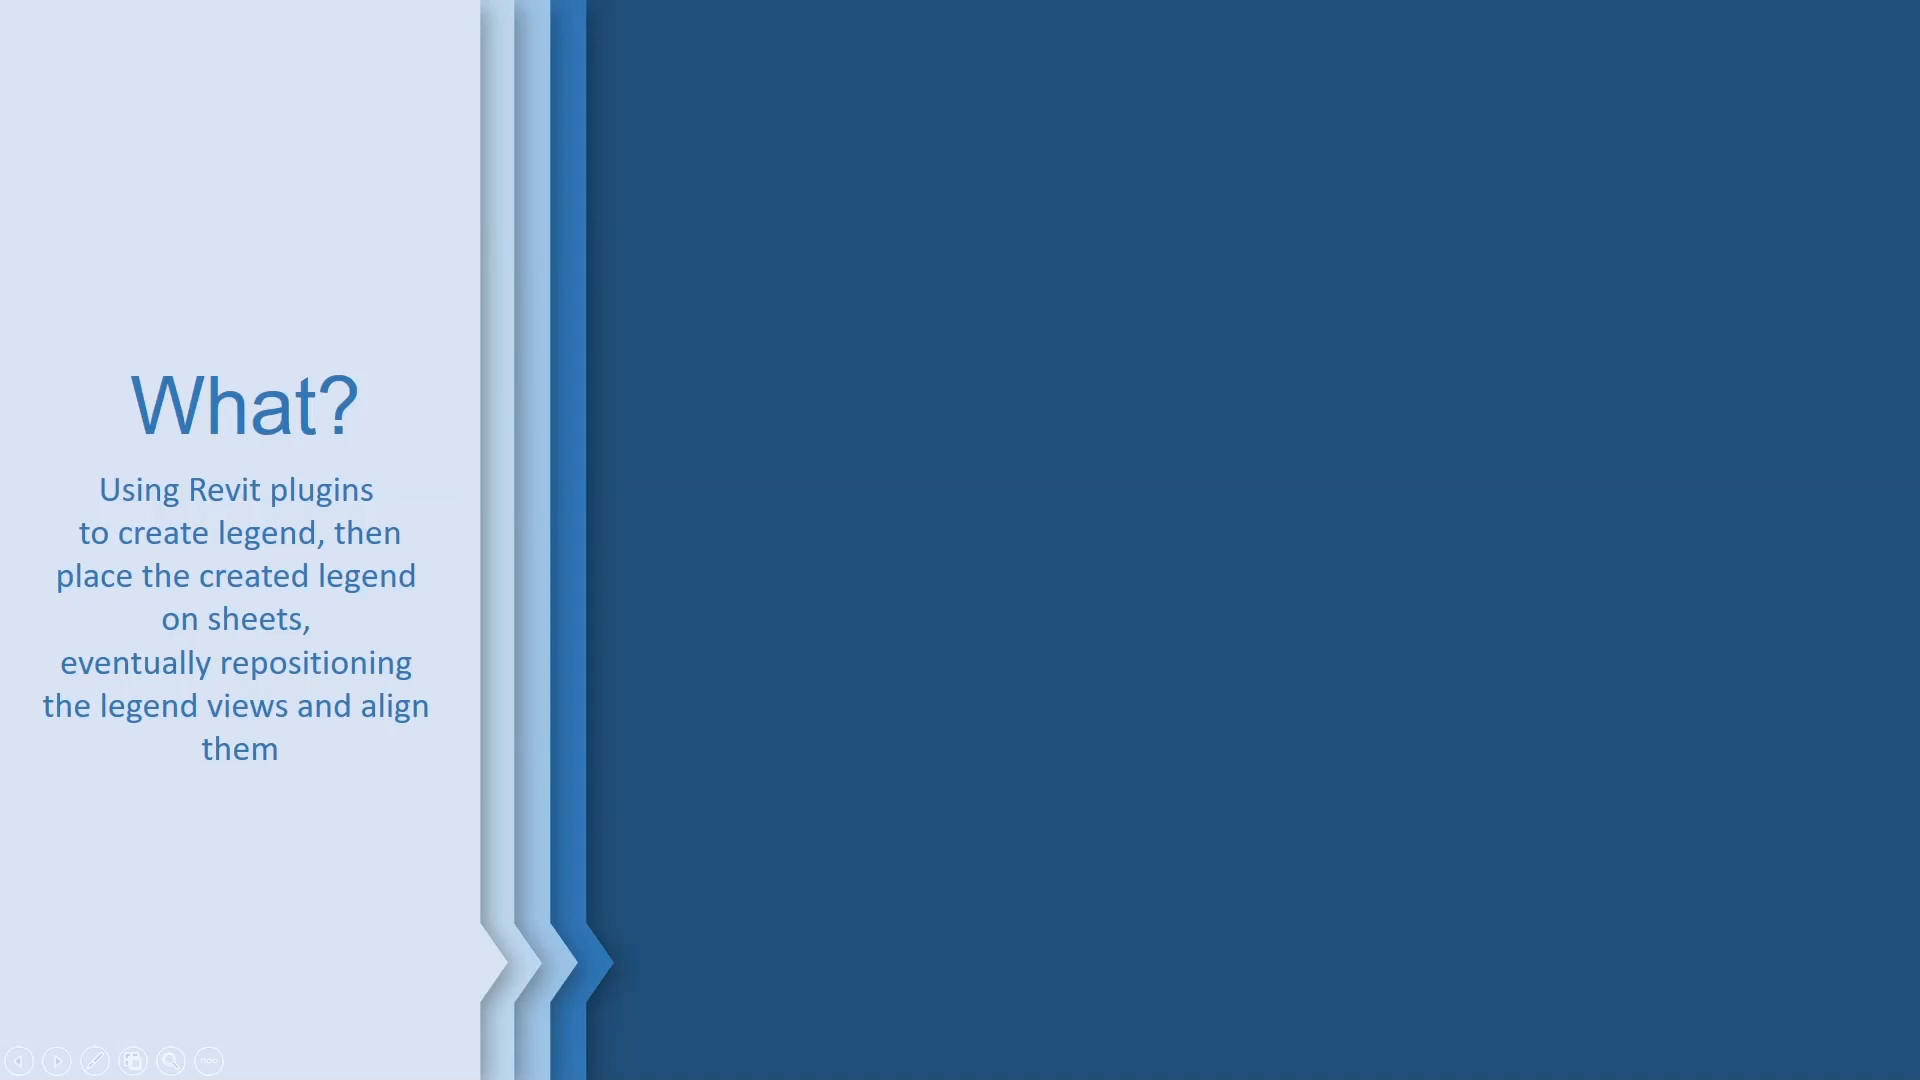 What?
Using Revit plugins
to create legend, then
place the created legend
on sheets,
eventually repositioning
the legend views and align
them